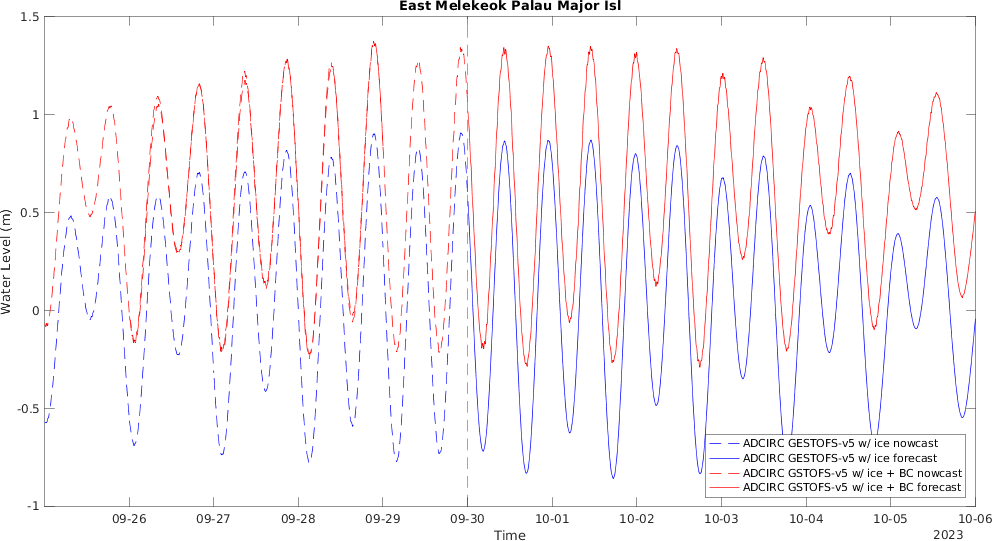 East Melekeok Palau Major Isl
1.5
1
0.5
0
-0.5
-1
Water Level (m)
09-26 09-27 09-28 09-29 09-30 10-01 10-02 10-03 10-04 10-05 10-06
Time
2023
ADCIRC GESTOFS-v5 w/ ice nowcast
ADCIRC GESTOFS-v5 w/ ice forecast
ADCIRC GSTOFS-v5 w/ ice + BC nowcast
ADCIRC GSTOFS-v5 w/ ice + BC forecast